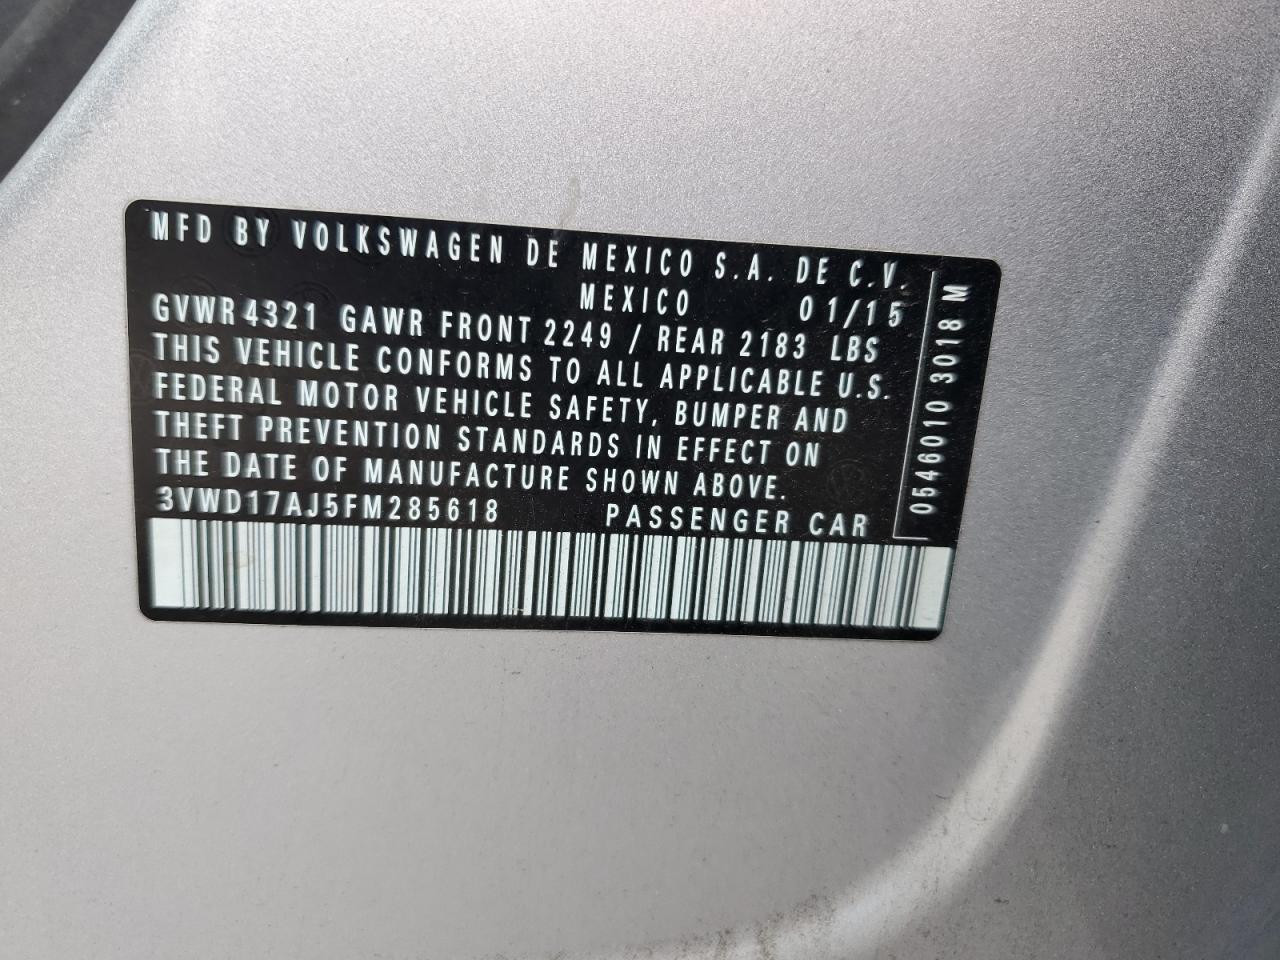 MFD BY VOLKSWAGEN DE MEXICO S.A. DE C.V.
MEXICO 01/15
GVWR 4321 GAWR FRONT 2249 / REAR 2183 LBS
THIS VEHICLE CONFORMS TO ALL APPLICABLE U.S.
FEDERAL MOTOR VEHICLE SAFETY, BUMPER AND
THEFT PREVENTION STANDARDS IN EFFECT ON
THE DATE OF MANUFACTURE SHOWN ABOVE.
3VWD17AJ5FM285618 PASSENGER CAR
0546010 3018 M